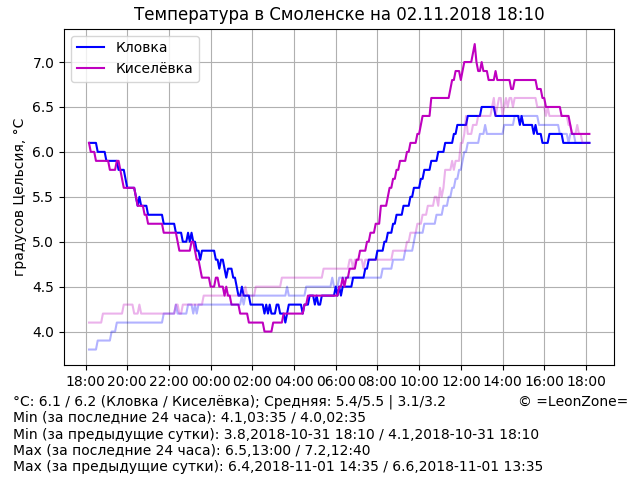 Температура в Смоленске на 02.11.2018 18:10
Кловка
Киселёвка
градусов Цельсия, °C
7.0
6.5
6.0
5.5
5.0
4.5
4.0
18:00 20:00 22:00 00:00 02:00 04:00 06:00 08:00 10:00 12:00 14:00 16:00 18:00
°C: 6.1 / 6.2 (Кловка / Киселёвка); Средняя: 5.4/5.5 | 3.1/3.2 © =LeonZone=
Min (за последние 24 часа): 4.1,03:35 / 4.0,02:35
Min (за предыдущие сутки): 3.8,2018-10-31 18:10 / 4.1,2018-10-31 18:10
Max (за последние 24 часа): 6.5,13:00 / 7.2,12:40
Max (за предыдущие сутки): 6.4,2018-11-01 14:35 / 6.6,2018-11-01 13:35